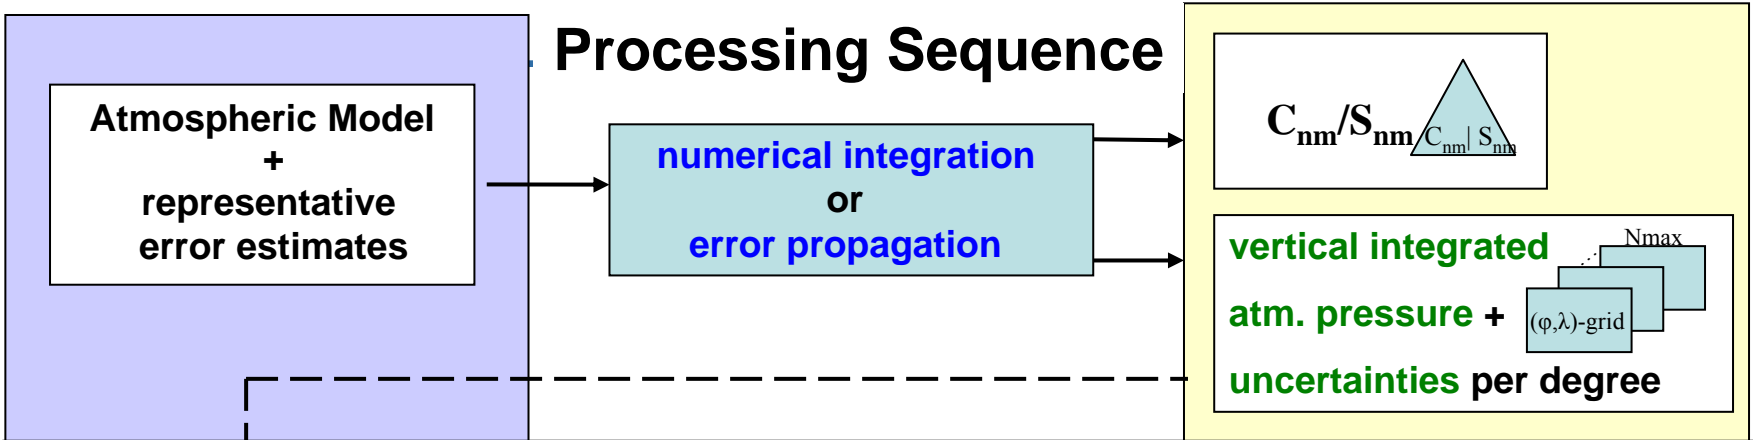 Processing Sequence
Atmospheric Model
+
representative
error estimates
numerical integration
or
error propagation
Cnm/Snm
Cnm| Snm
vertical integrated
atm. pressure +
uncertainties per degree
Nmax
(φ,λ)-grid